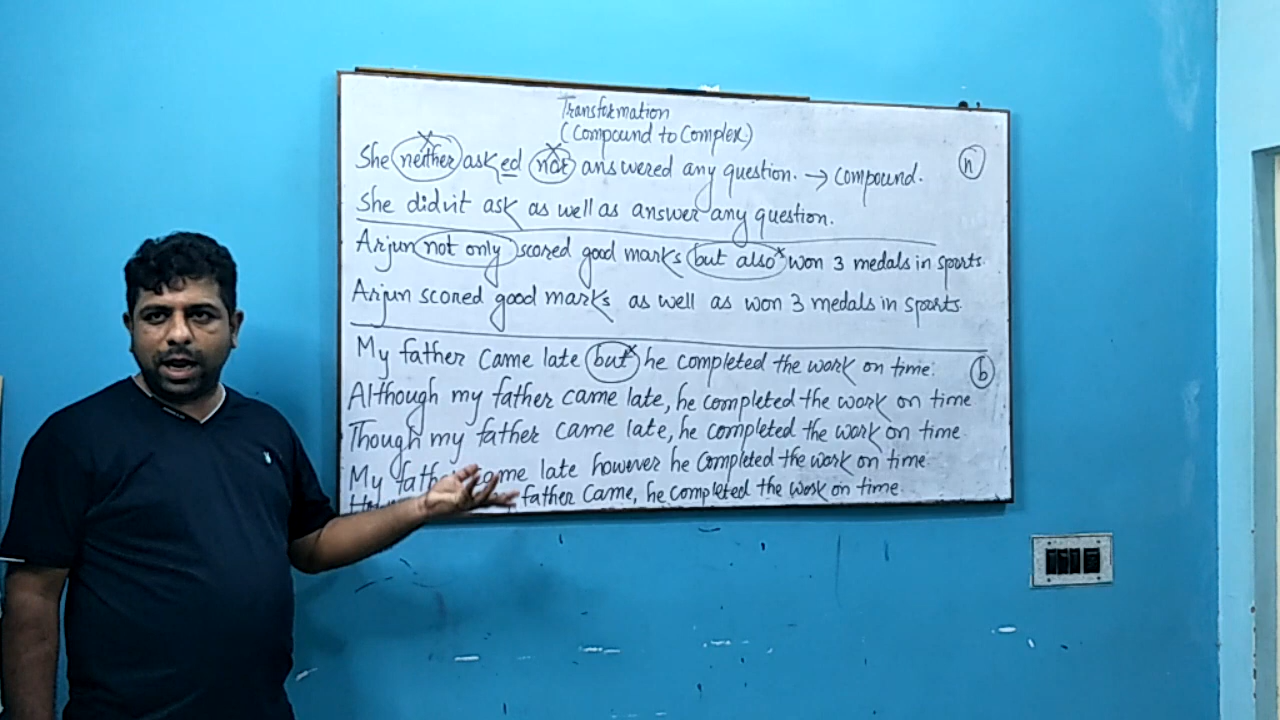 Transformation
(Compound to Complex)
She neither asked nor answered any question. → compound. n
She didn't ask as well as answer any question.
Arjun not only scored good marks but also won 3 medals in sports.
Arjun scored good marks as well as won 3 medals in sports.
My father came late but he completed the work on time. b
Although my father came late, he completed the work on time
Though my father came late, he completed the work on time.
My father came late however he completed the work on time
father came, he completed the work on time.